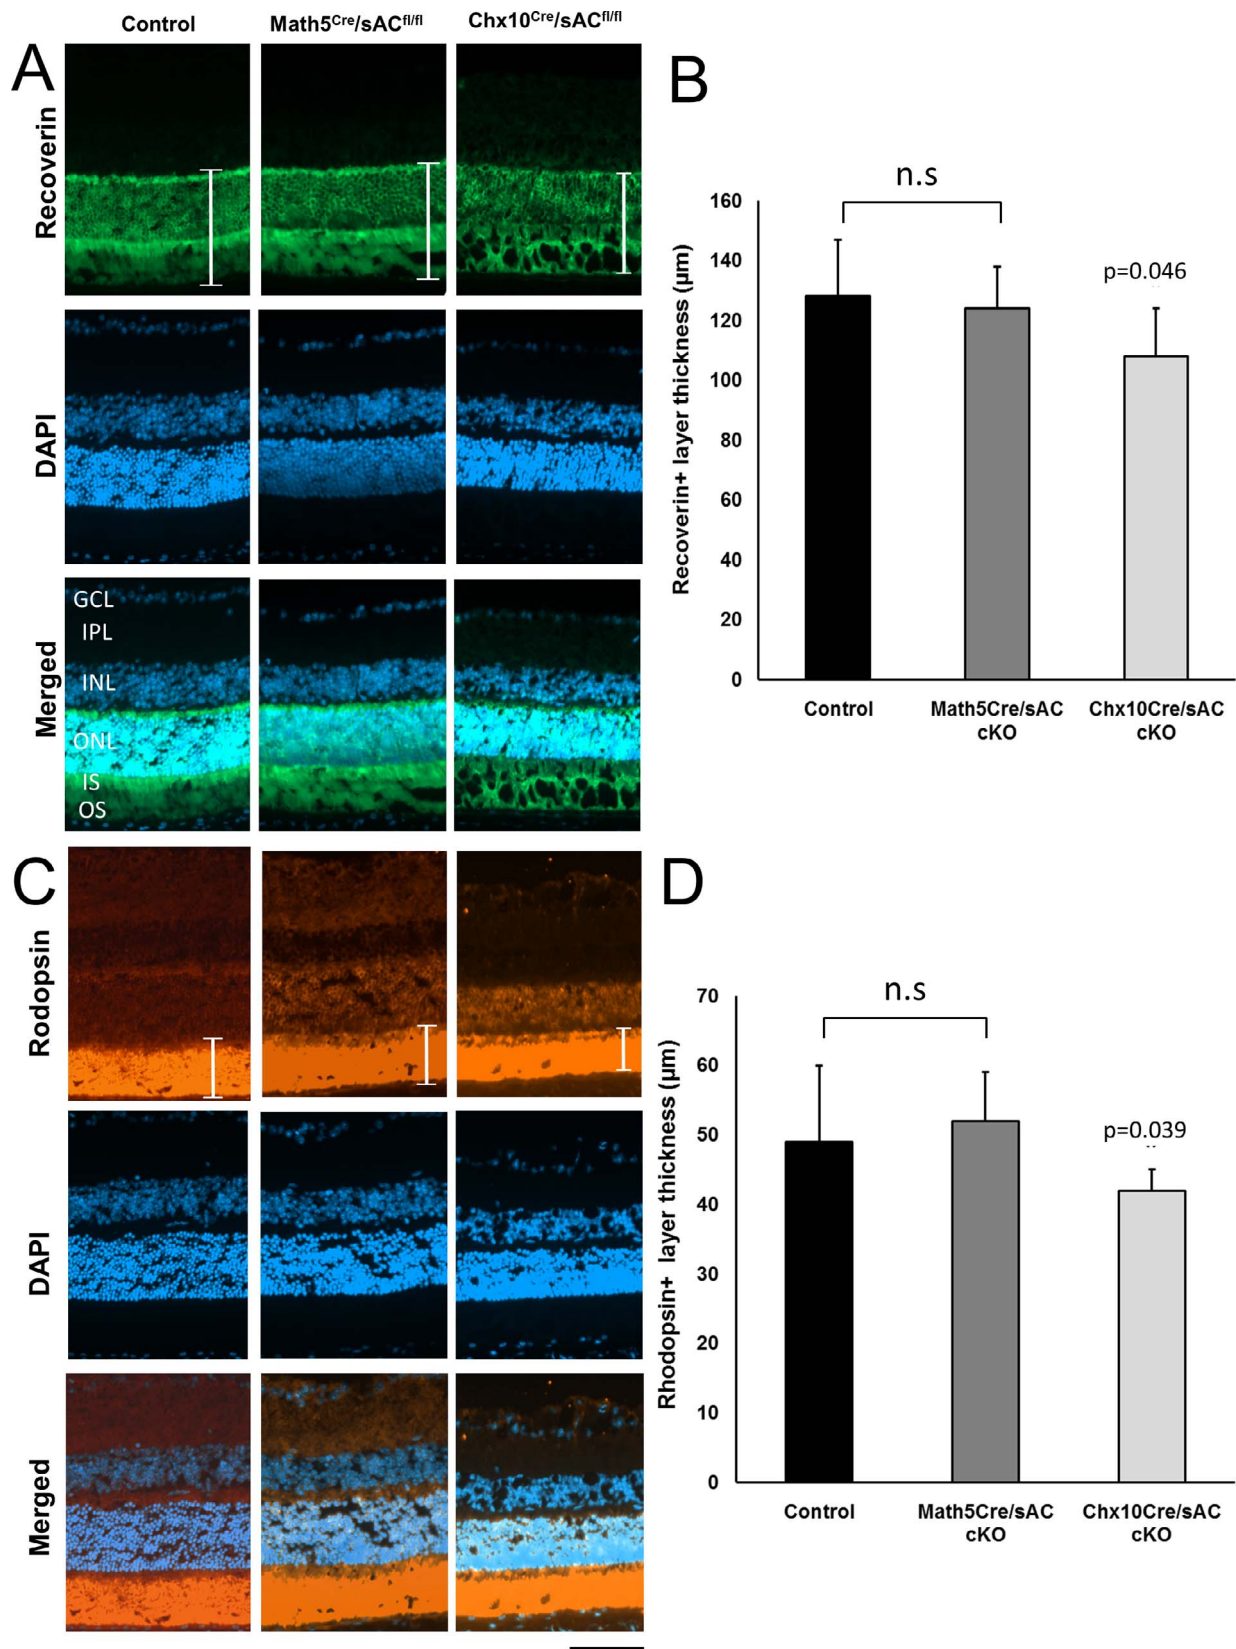 Control
Math5Cre/sACfl/fl
Chx10Cre/sACfl/fl
A
Recoverin
DAPI
Merged
GCL
IPL
INL
ONL
IS
OS
B
n.s
p=0.046
Recoverin+ layer thickness (µm)
160
140
120
100
80
60
40
20
0
Control
Math5Cre/sAC
cKO
Chx10Cre/sAC
cKO
C
Rodopsin
DAPI
Merged
D
n.s
p=0.039
Rhodopsin+ layer thickness (µm)
70
60
50
40
30
20
10
0
Control
Math5Cre/sAC
cKO
Chx10Cre/sAC
cKO